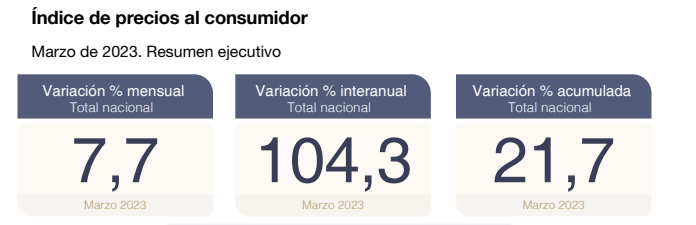 Índice de precios al consumidor
Marzo de 2023. Resumen ejecutivo
Variación % mensual
Total nacional
7,7
Marzo 2023
Variación % interanual
Total nacional
104,3
Marzo 2023
Variación % acumulada
Total nacional
21,7
Marzo 2023